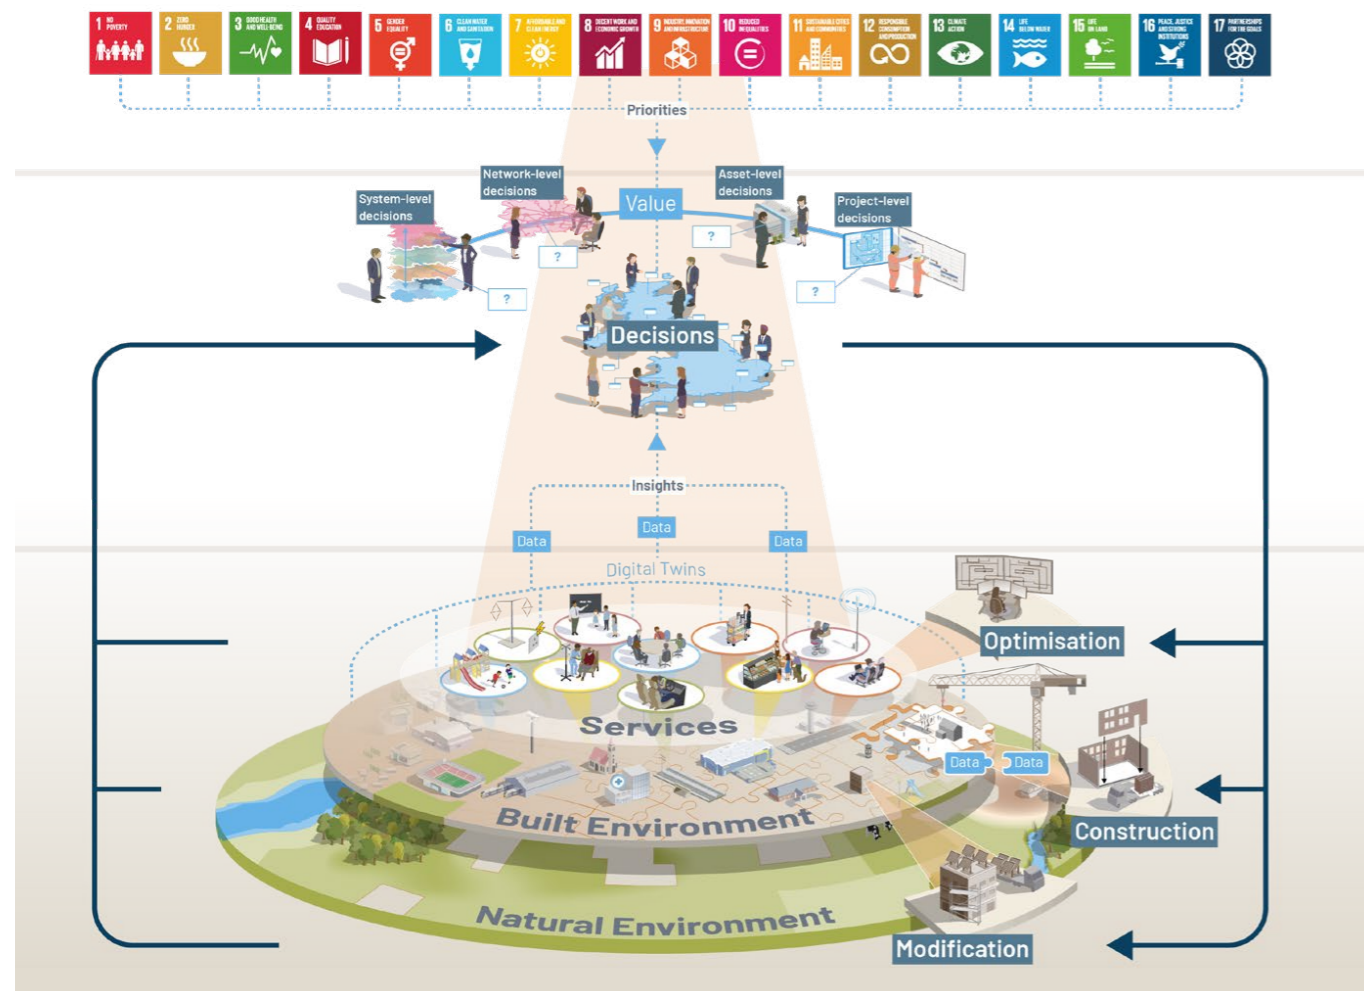 1 NO
POVERTY
2 ZERO
HUNGER
3 GOOD HEALTH
AND WELL-BEING
4 QUALITY
EDUCATION
5 GENDER
EQUALITY
6 CLEAN WATER
AND SANITATION
7 AFFORDABLE AND
CLEAN ENERGY
8 DECENT WORK AND
ECONOMIC GROWTH
9 INDUSTRY, INNOVATION
AND INFRASTRUCTURE
10 REDUCED
INEQUALITIES
11 SUSTAINABLE CITIES
AND COMMUNITIES
12 RESPONSIBLE
CONSUMPTION
AND PRODUCTION
13 CLIMATE
ACTION
14 LIFE
BELOW WATER
15 LIFE
ON LAND
16 PEACE, JUSTICE
AND STRONG
INSTITUTIONS
17 PARTNERSHIPS
FOR THE GOALS
Priorities
System-level
decisions
Network-level
decisions
Value
Asset-level
decisions
Project-level
decisions
?
?
?
?
Decisions
Insights
Data
Data
Data
Digital Twins
Optimisation
Services
Data
Data
Built Environment
Construction
Natural Environment
Modification